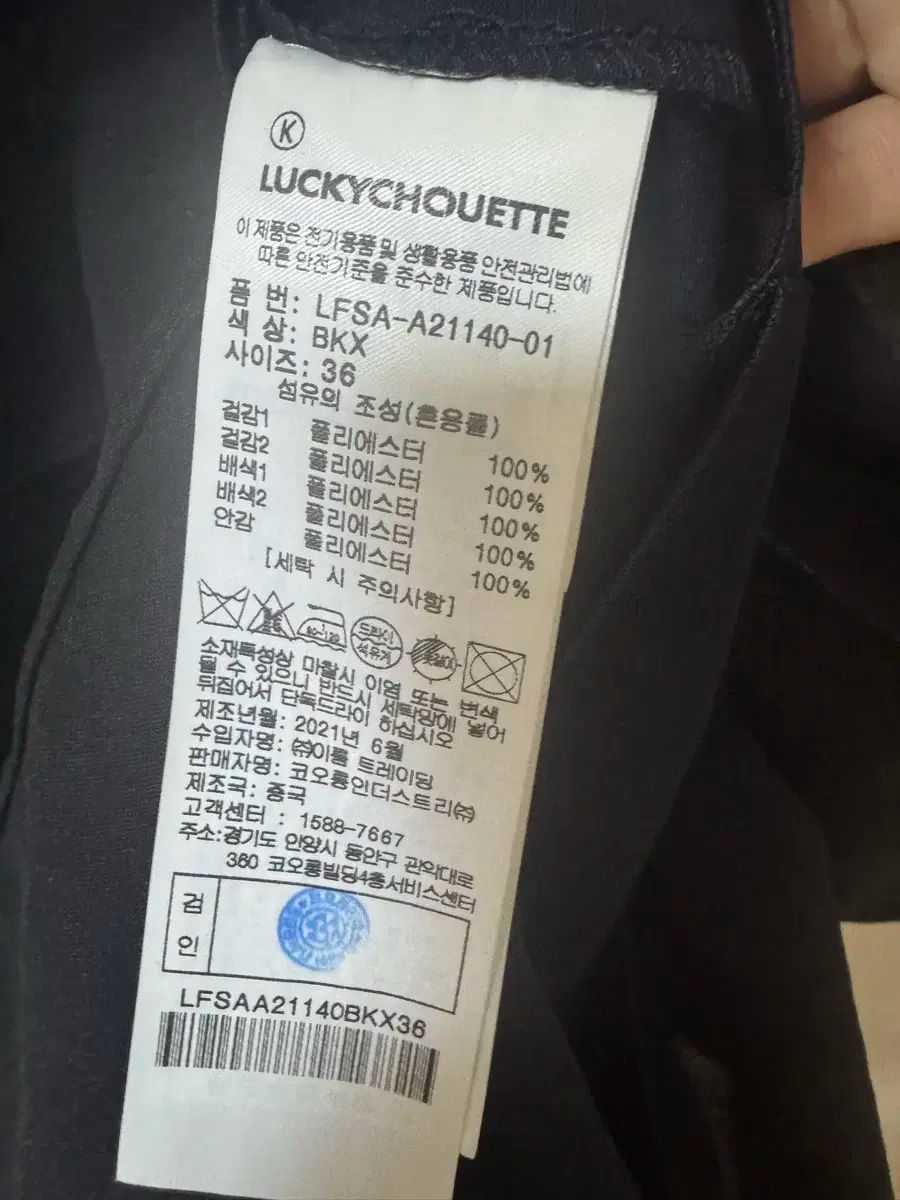 K
LUCKYCHOUETTE
이 제품은 전기용품 및 생활용품 안전관리법에
따른 안전기준을 준수한 제품입니다.
품 번: LFSA-A21140-01
색 상: BKX
사이즈: 36
섬유의 조성(혼용률)
겉감1 폴리에스터 100%
겉감2 폴리에스터 100%
배색1 폴리에스터 100%
배색2 폴리에스터 100%
안감 폴리에스터 100%
[세탁 시 주의사항]
80~120
드라이
석유계
소재특성상 마찰시 이염 또는 변색
될 수 있으니 반드시 세탁망에 넣어
뒤집어서 단독드라이 하십시오
제조년월: 2021년 6월
수입자명: ㈜이룸 트레이딩
판매자명: 코오롱인더스트리㈜
제조국: 중국
고객센터 : 1588-7667
주소:경기도 안양시 동안구 관악대로
360 코오롱빌딩4층서비스센터
검
인
LFSAA21140BKX36